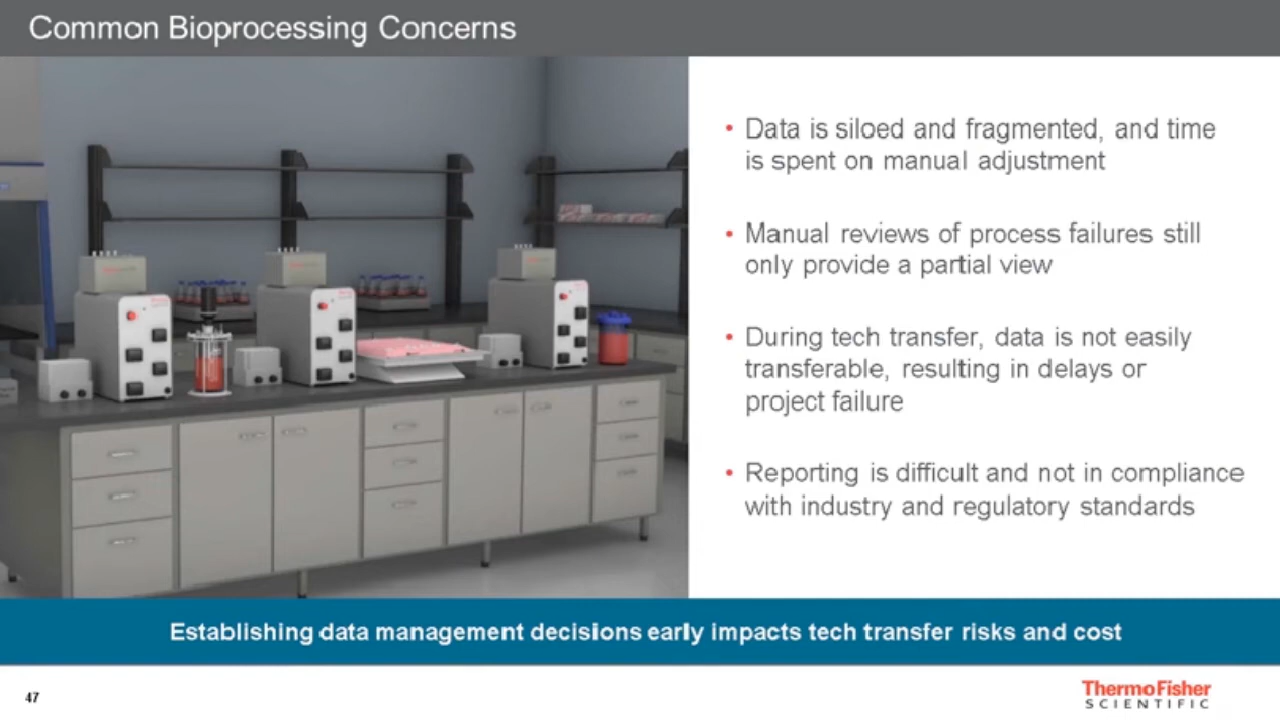 Common Bioprocessing Concerns
• Data is siloed and fragmented, and time
is spent on manual adjustment
• Manual reviews of process failures still
only provide a partial view
• During tech transfer, data is not easily
transferable, resulting in delays or
project failure
• Reporting is difficult and not in compliance
with industry and regulatory standards
Establishing data management decisions early impacts tech transfer risks and cost
47
ThermoFisher
SCIENTIFIC